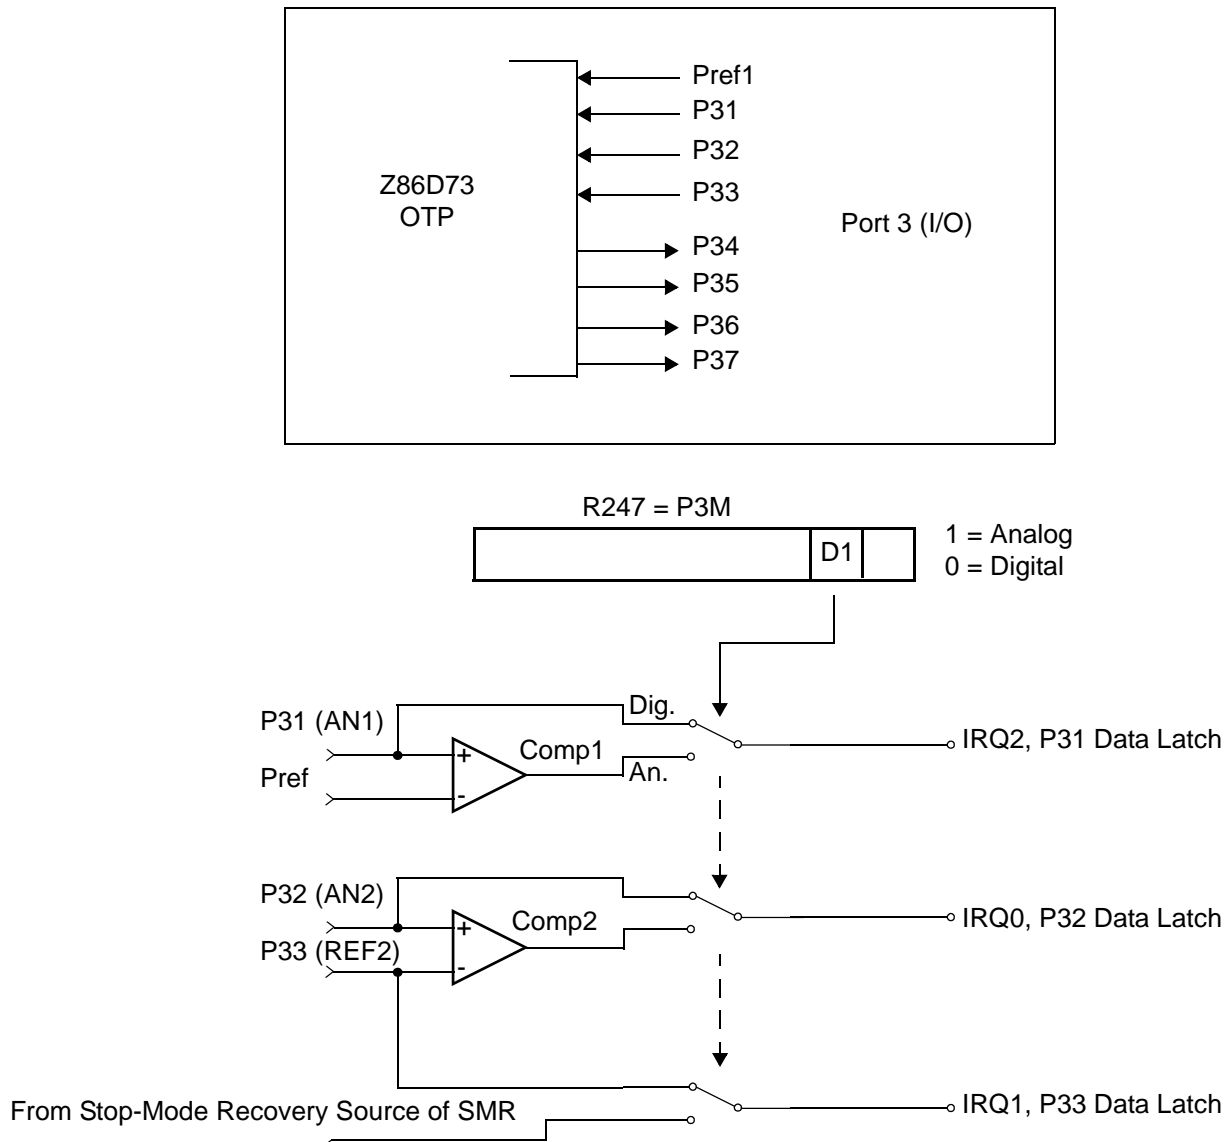 Pref1
P31
P32
P33
Z86D73
OTP
Port 3 (I/O)
P34
P35
P36
P37
R247 = P3M
D1
1 = Analog
0 = Digital
Dig.
P31 (AN1)
+
Comp1
IRQ2, P31 Data Latch
An.
Pref
-
P32 (AN2)
+
Comp2
IRQ0, P32 Data Latch
P33 (REF2)
-
From Stop-Mode Recovery Source of SMR
IRQ1, P33 Data Latch